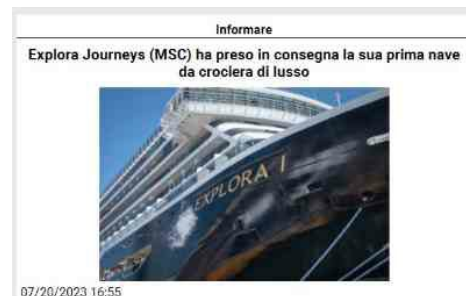 Informare
Explora Journeys (MSC) ha preso in consegna la sua prima nave
da crociera di lusso
EXPLORA I
07/20/2023 16:55